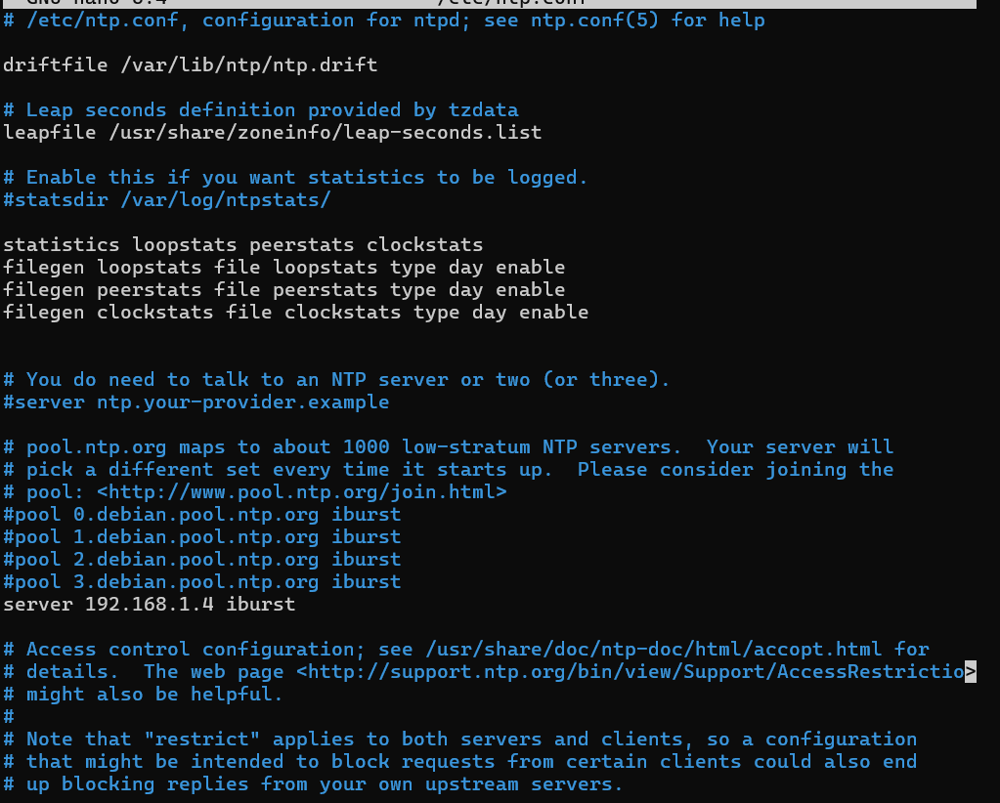 GNU nano 8.4 /etc/ntp.conf
# /etc/ntp.conf, configuration for ntpd; see ntp.conf(5) for help
driftfile /var/lib/ntp/ntp.drift
# Leap seconds definition provided by tzdata
leapfile /usr/share/zoneinfo/leap-seconds.list
# Enable this if you want statistics to be logged.
#statsdir /var/log/ntpstats/
statistics loopstats peerstats clockstats
filegen loopstats file loopstats type day enable
filegen peerstats file peerstats type day enable
filegen clockstats file clockstats type day enable
# You do need to talk to an NTP server or two (or three).
#server ntp.your-provider.example
# pool.ntp.org maps to about 1000 low-stratum NTP servers.  Your server will
# pick a different set every time it starts up.  Please consider joining the
# pool: <http://www.pool.ntp.org/join.html>
#pool 0.debian.pool.ntp.org iburst
#pool 1.debian.pool.ntp.org iburst
#pool 2.debian.pool.ntp.org iburst
#pool 3.debian.pool.ntp.org iburst
server 192.168.1.4 iburst
# Access control configuration; see /usr/share/doc/ntp-doc/html/accopt.html for
# details.  The web page <http://support.ntp.org/bin/view/Support/AccessRestrictio>
# might also be helpful.
#
# Note that "restrict" applies to both servers and clients, so a configuration
# that might be intended to block requests from certain clients could also end
# up blocking replies from your own upstream servers.